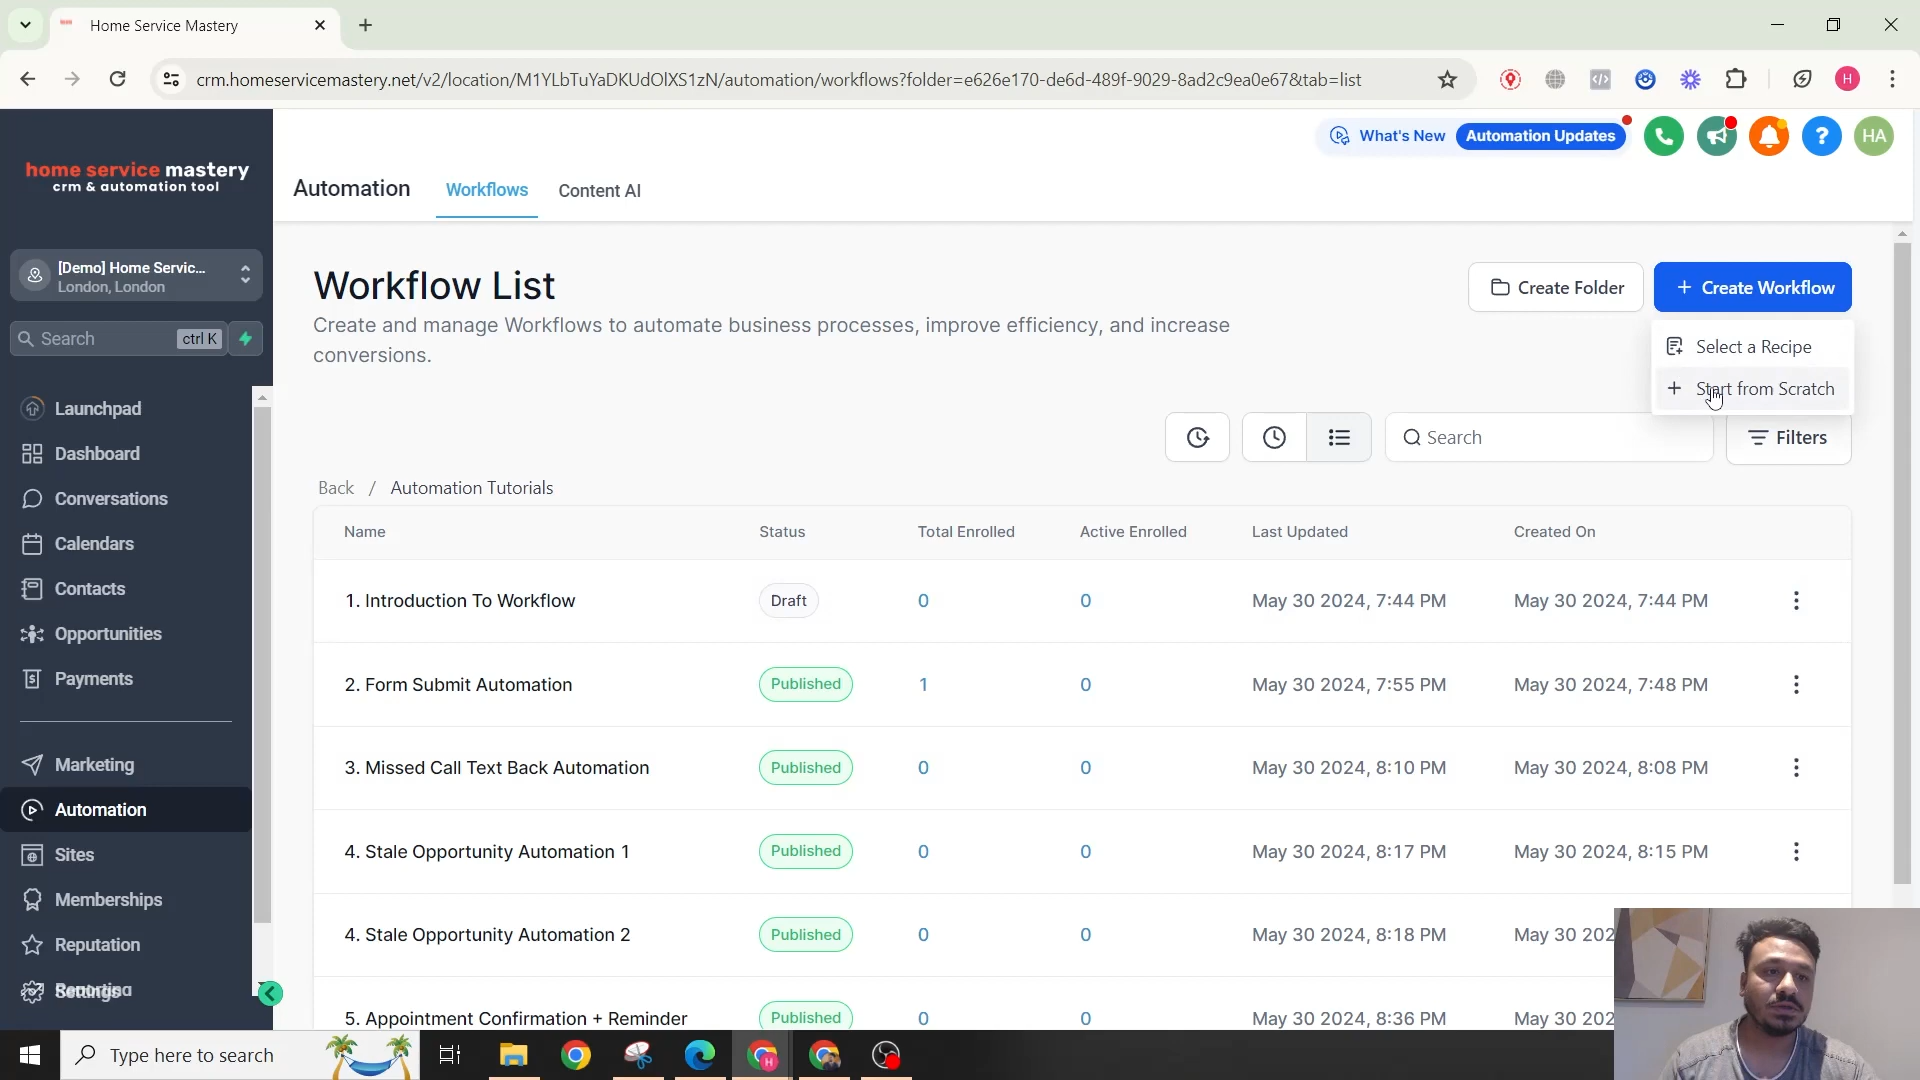 Home Service Mastery
crm.homeservicemastery.net/v2/location/M1YLbTuYaDKUdOlXS1zN/automation/workflows?folder=e626e170-de6d-489f-9029-8ad2c9ea0e67&tab=list
H
home service mastery
crm & automation tool
What's New
Automation Updates
?
HA
Automation
Workflows
Content AI
[Demo] Home Servic...
London, London
Search
ctrl K
Workflow List
Create and manage Workflows to automate business processes, improve efficiency, and increase
conversions.
Create Folder
+ Create Workflow
Select a Recipe
+ Start from Scratch
Search
Filters
Back / Automation Tutorials
Launchpad
Dashboard
Conversations
Calendars
Contacts
Opportunities
Payments
Marketing
Automation
Sites
Memberships
Reputation
Reporting
Settings
Name Status Total Enrolled Active Enrolled Last Updated Created On
1. Introduction To Workflow Draft 0 0 May 30 2024, 7:44 PM May 30 2024, 7:44 PM
2. Form Submit Automation Published 1 0 May 30 2024, 7:55 PM May 30 2024, 7:48 PM
3. Missed Call Text Back Automation Published 0 0 May 30 2024, 8:10 PM May 30 2024, 8:08 PM
4. Stale Opportunity Automation 1 Published 0 0 May 30 2024, 8:17 PM May 30 2024, 8:15 PM
4. Stale Opportunity Automation 2 Published 0 0 May 30 2024, 8:18 PM May 30 202
5. Appointment Confirmation + Reminder Published 0 0 May 30 2024, 8:36 PM May 30 202
Type here to search